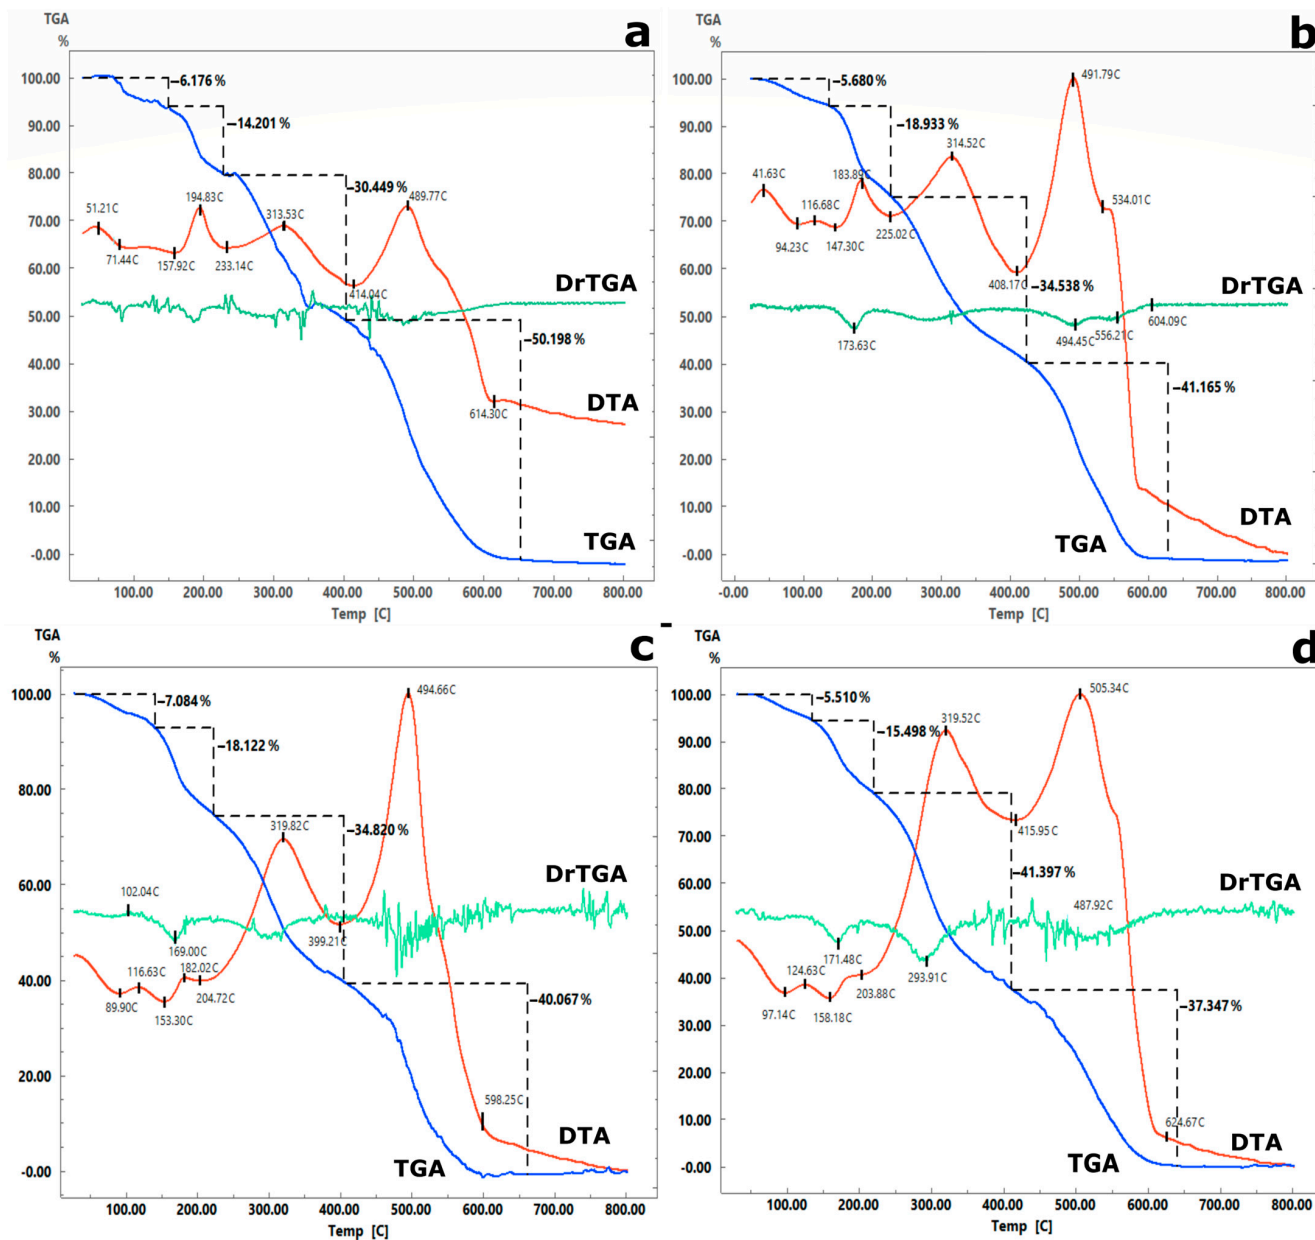 TGA
%
a
100.00
90.00
80.00
70.00
60.00
50.00
40.00
30.00
20.00
10.00
-0.00
−6.176 %
−14.201 %
−30.449 %
−50.198 %
51.21C
71.44C
157.92C
194.83C
233.14C
313.53C
414.04C
489.77C
614.30C
DrTGA
DTA
TGA
100.00 200.00 300.00 400.00 500.00 600.00 700.00 800.00
Temp [C]
TGA
%
b
100.00
90.00
80.00
70.00
60.00
50.00
40.00
30.00
20.00
10.00
-0.00
−5.680 %
−18.933 %
−34.538 %
−41.165 %
41.63C
94.23C
116.68C
147.30C
183.89C
225.02C
314.52C
408.17C
491.79C
534.01C
173.63C
494.45C
556.21C
604.09C
DrTGA
DTA
TGA
-0.00 100.00 200.00 300.00 400.00 500.00 600.00 700.00 800.00
Temp [C]
TGA
%
c
100.00
80.00
60.00
40.00
20.00
-0.00
−7.084 %
−18.122 %
−34.820 %
−40.067 %
102.04C
169.00C
89.90C
116.63C
153.30C
182.02C
204.72C
319.82C
399.21C
494.66C
598.25C
DrTGA
DTA
TGA
100.00 200.00 300.00 400.00 500.00 600.00 700.00 800.00
Temp [C]
TGA
%
d
100.00
90.00
80.00
70.00
60.00
50.00
40.00
30.00
20.00
10.00
-0.00
−5.510 %
−15.498 %
−41.397 %
−37.347 %
97.14C
124.63C
158.18C
171.48C
203.88C
293.91C
319.52C
415.95C
487.92C
505.34C
624.67C
DrTGA
DTA
TGA
100.00 200.00 300.00 400.00 500.00 600.00 700.00 800.00
Temp [C]